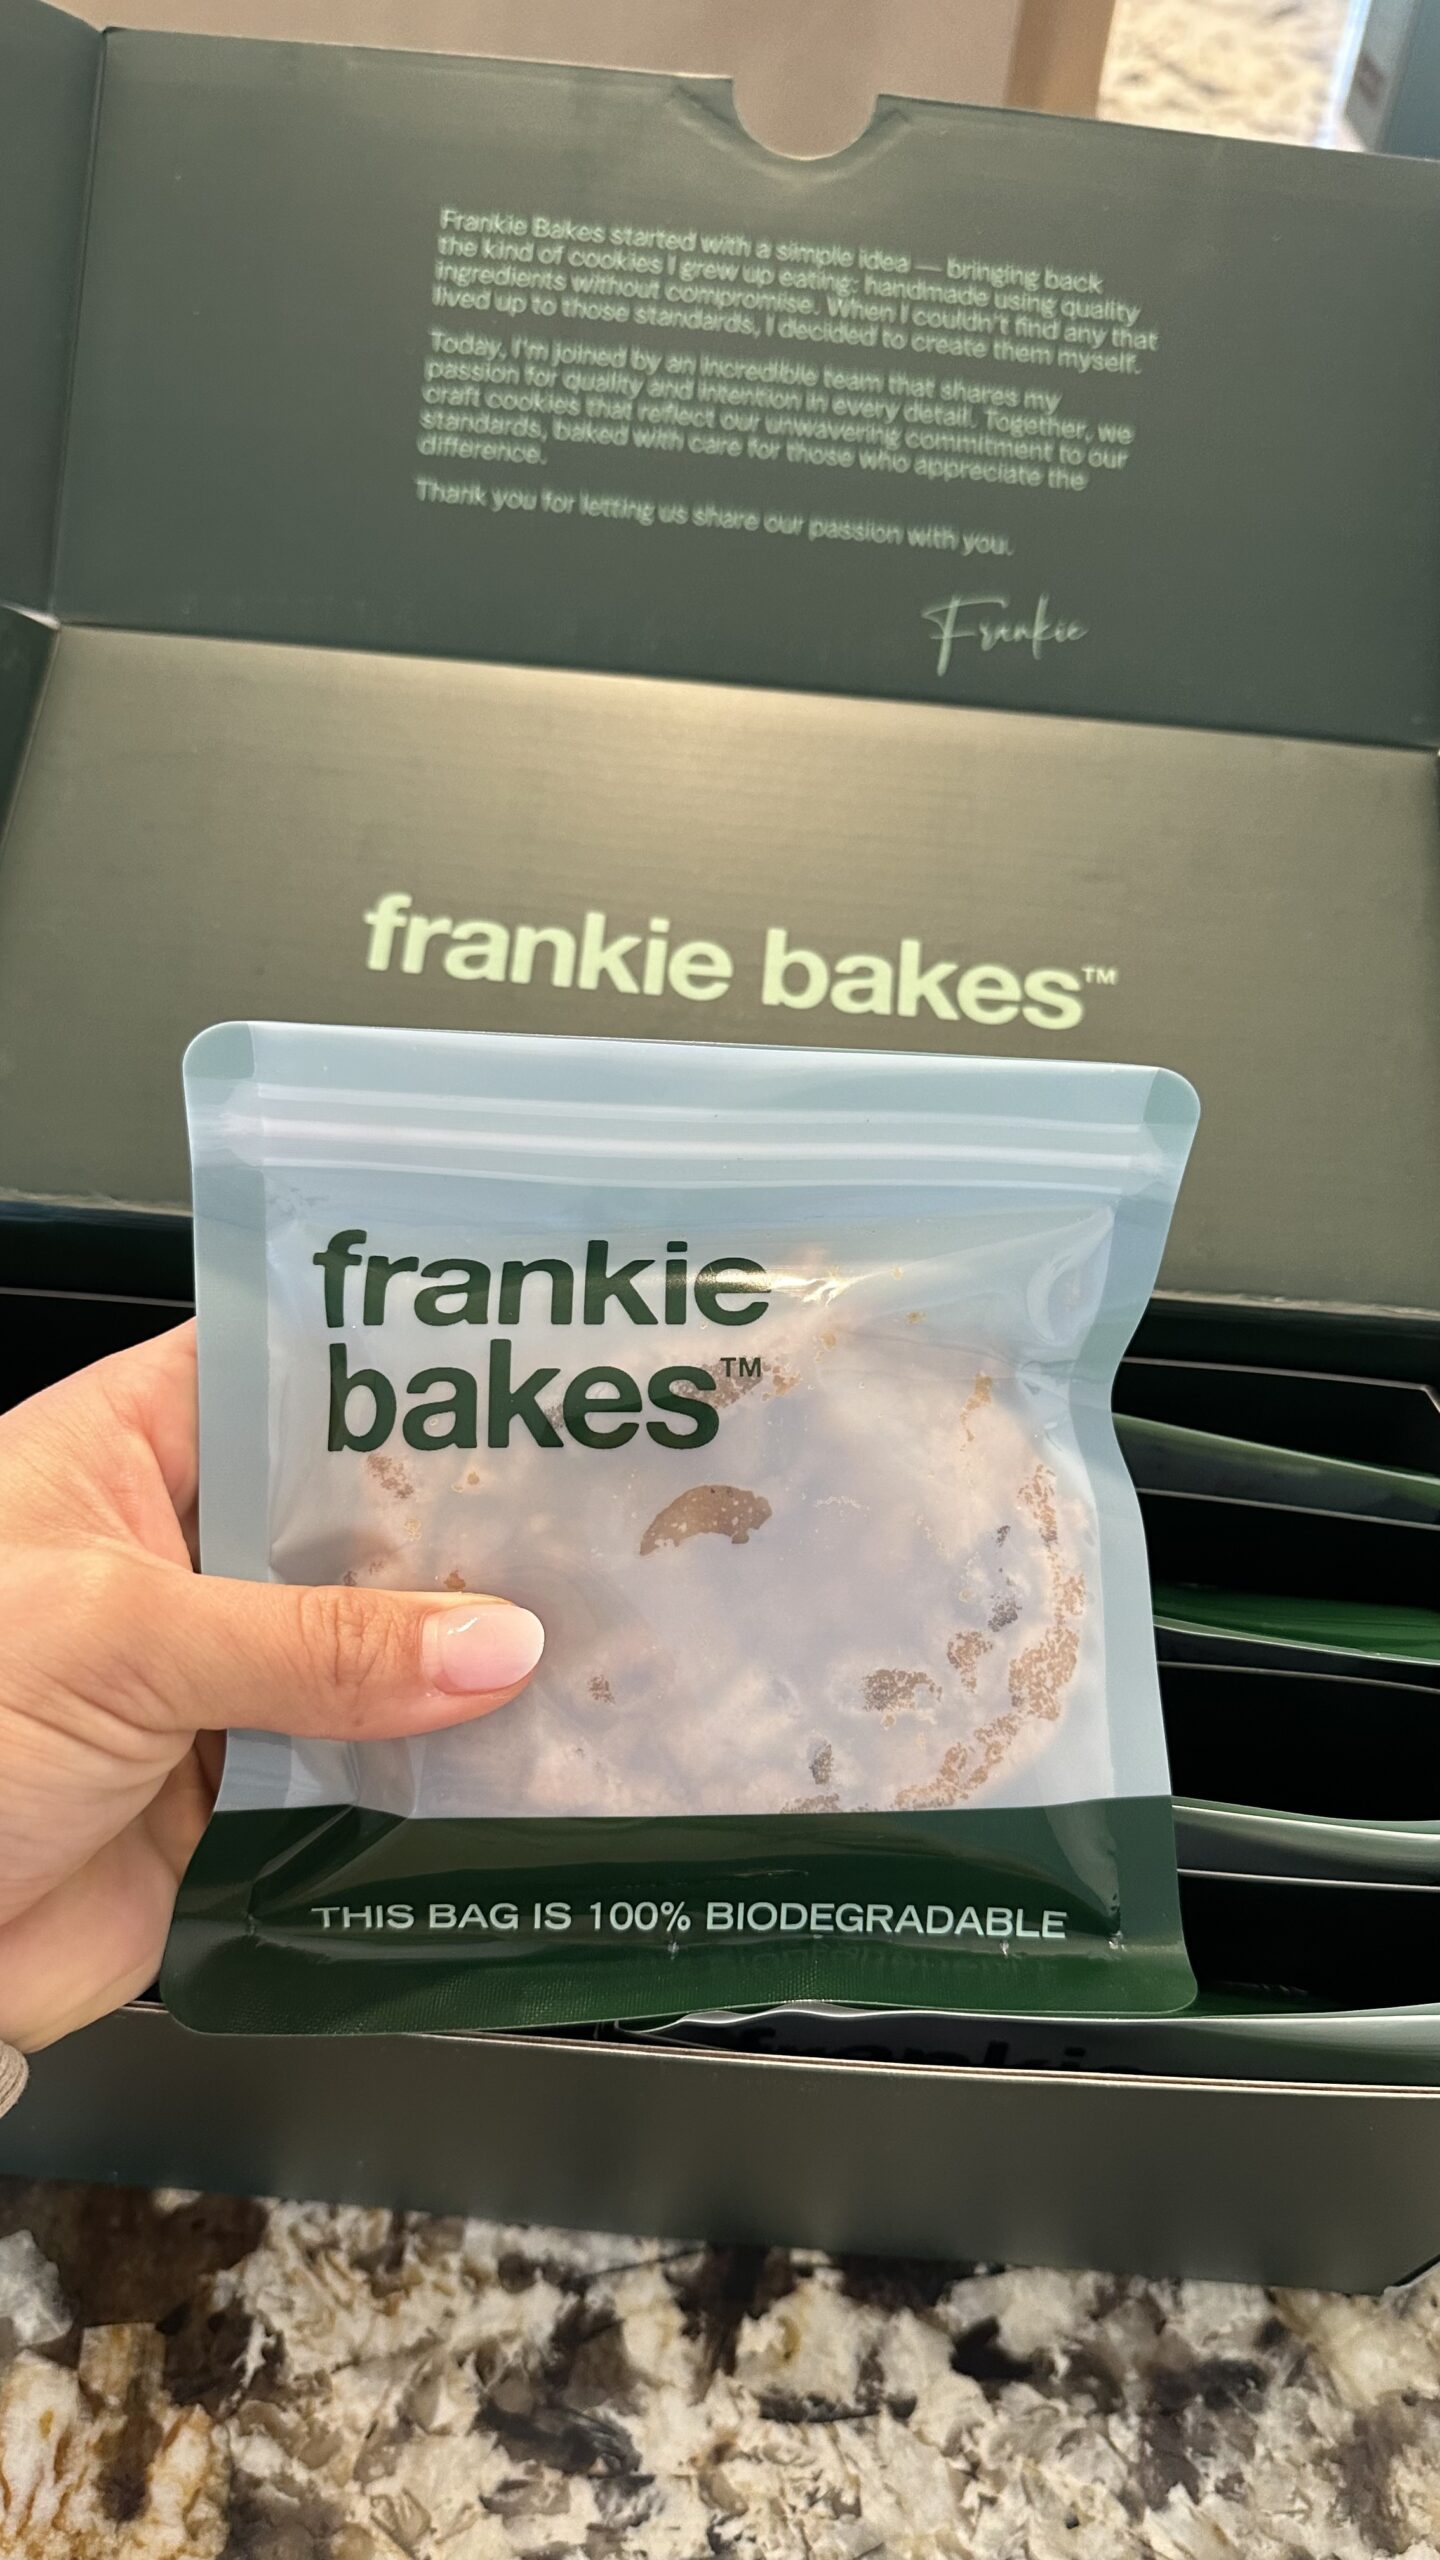 Frankie Bakes started with a simple idea — bringing back
the kind of cookies I grew up eating: handmade using quality
ingredients without compromise. When I couldn't find any that
lived up to those standards, I decided to create them myself.
Today, I'm joined by an incredible team that shares my
passion for quality and intention in every detail. Together, we
craft cookies that reflect our unwavering commitment to our
standards, baked with care for those who appreciate the
difference.
Thank you for letting us share our passion with you.
Frankie
frankie bakes™
frankie
bakes™
THIS BAG IS 100% BIODEGRADABLE
frankie